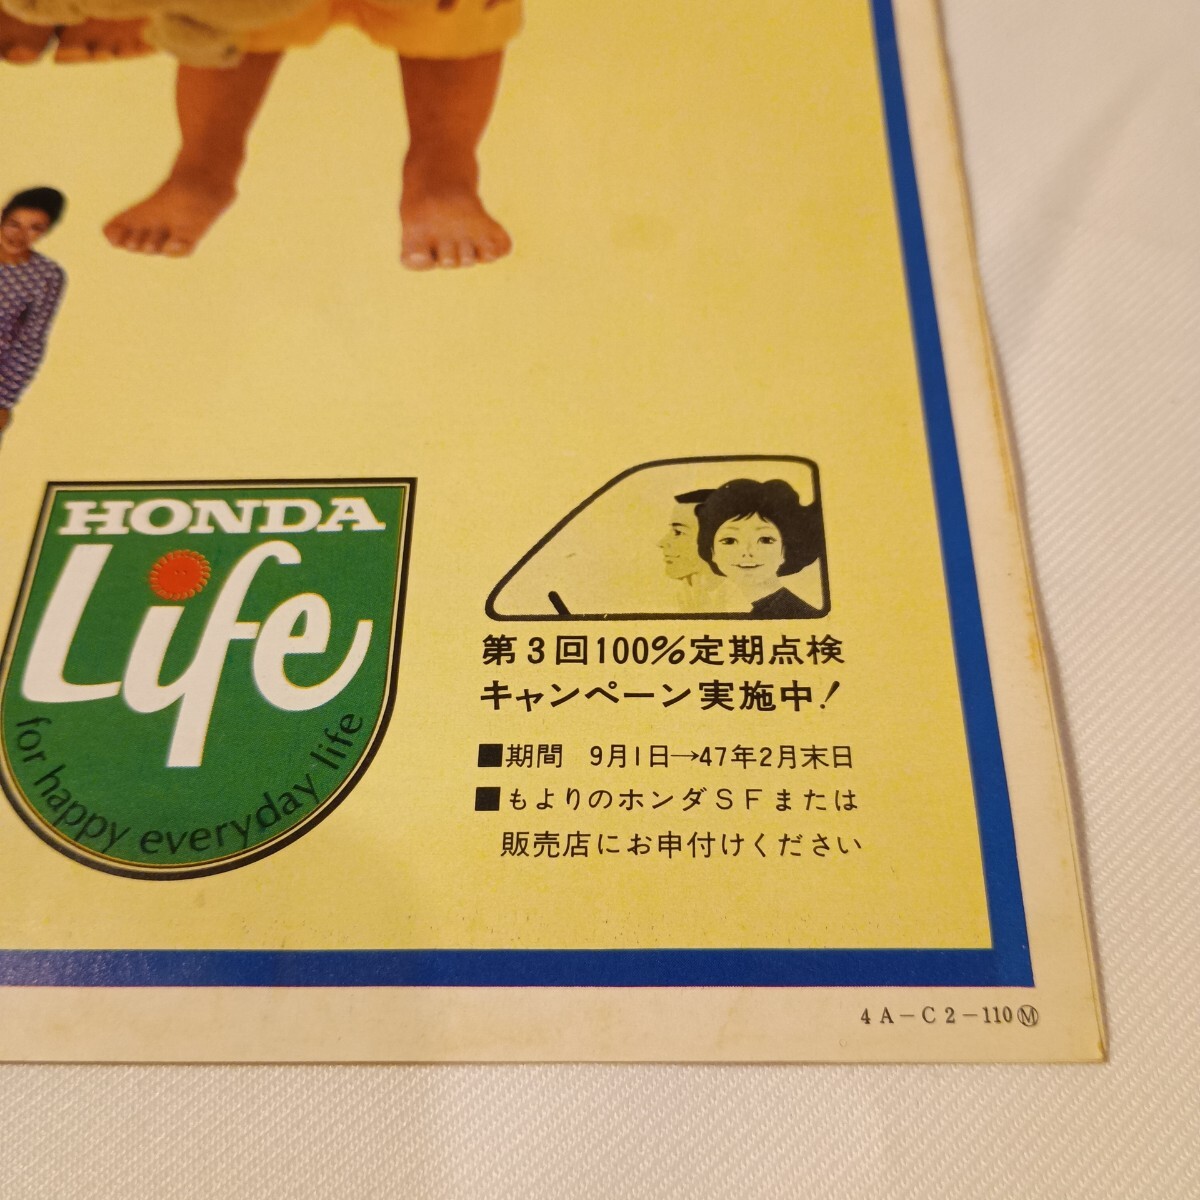 HONDA
Life
for happy everyday life
第3回100%定期点検
キャンペーン実施中!
■期間 9月1日→47年2月末日
■もよりのホンダSFまたは
販売店にお申付けください
4A-C2-110Ⓜ